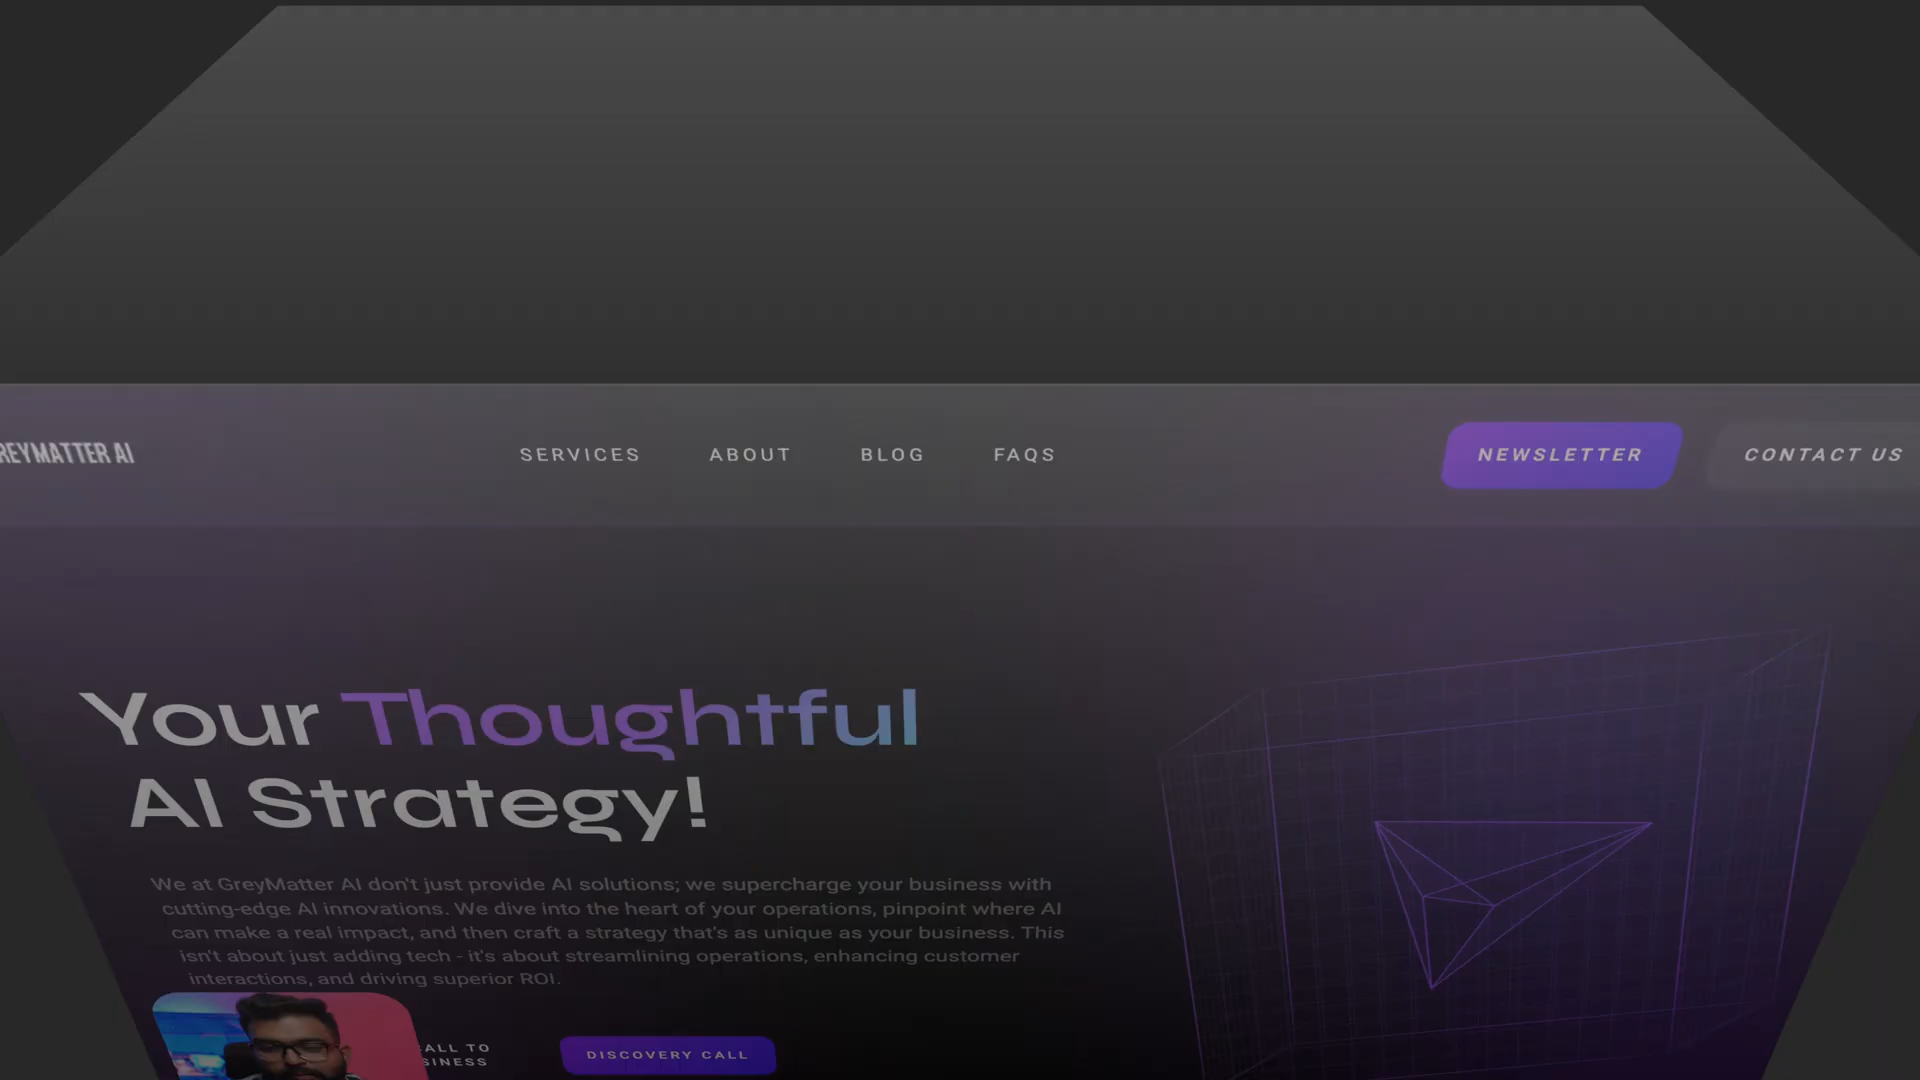 REYMATTER AI
SERVICES
ABOUT
BLOG
FAQS
NEWSLETTER
CONTACT US
Your Thoughtful
AI Strategy!
We at GreyMatter AI don't just provide AI solutions; we supercharge your business with
cutting-edge AI innovations. We dive into the heart of your operations, pinpoint where AI
can make a real impact, and then craft a strategy that's as unique as your business. This
isn't about just adding tech - it's about streamlining operations, enhancing customer
interactions, and driving superior ROI.
ALL TO
SINESS
DISCOVERY CALL